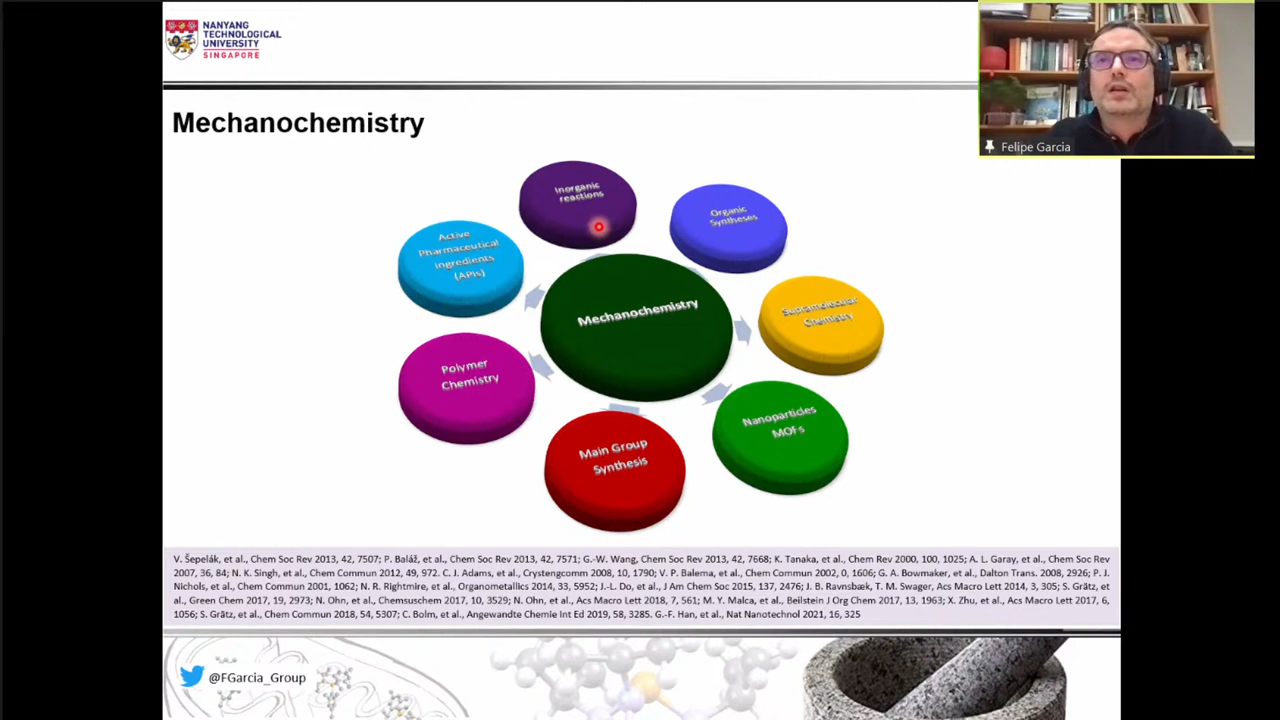 NANYANG
TECHNOLOGICAL
UNIVERSITY
SINGAPORE
Felipe Garcia
Mechanochemistry
Inorganic
reactions
Organic
Syntheses
Active
Pharmaceutical
ingredients
(APIs)
Mechanochemistry
Supramolecular
Chemistry
Polymer
Chemistry
Nanoparticles
MOFs
Main Group
Synthesis
V. Šepelák, et al., Chem Soc Rev 2013, 42, 7507; P. Baláž, et al., Chem Soc Rev 2013, 42, 7571; G.-W. Wang, Chem Soc Rev 2013, 42, 7668; K. Tanaka, et al., Chem Rev 2000, 100, 1025; A. L. Garay, et al., Chem Soc Rev
2007, 36, 84; N. K. Singh, et al., Chem Commun 2012, 49, 972. C. J. Adams, et al., Crystengcomm 2008, 10, 1790; V. P. Balema, et al., Chem Commun 2002, 0, 1606; G. A. Bowmaker, et al., Dalton Trans. 2008, 2926; P. J.
Nichols, et al., Chem Commun 2001, 1062; N. R. Rightmire, et al., Organometallics 2014, 33, 5952; J.-L. Do, et al., J Am Chem Soc 2015, 137, 2476; J. B. Ravnsbæk, T. M. Swager, Acs Macro Lett 2014, 3, 305; S. Grätz, et
al., Green Chem 2017, 19, 2973; N. Ohn, et al., Chemsuschem 2017, 10, 3529; N. Ohn, et al., Acs Macro Lett 2018, 7, 561; M. Y. Malca, et al., Beilstein J Org Chem 2017, 13, 1963; X. Zhu, et al., Acs Macro Lett 2017, 6,
1056; S. Grätz, et al., Chem Commun 2018, 54, 5307; C. Bolm, et al., Angewandte Chemie Int Ed 2019, 58, 3285. G.-F. Han, et al., Nat Nanotechnol 2021, 16, 325
@FGarcia_Group